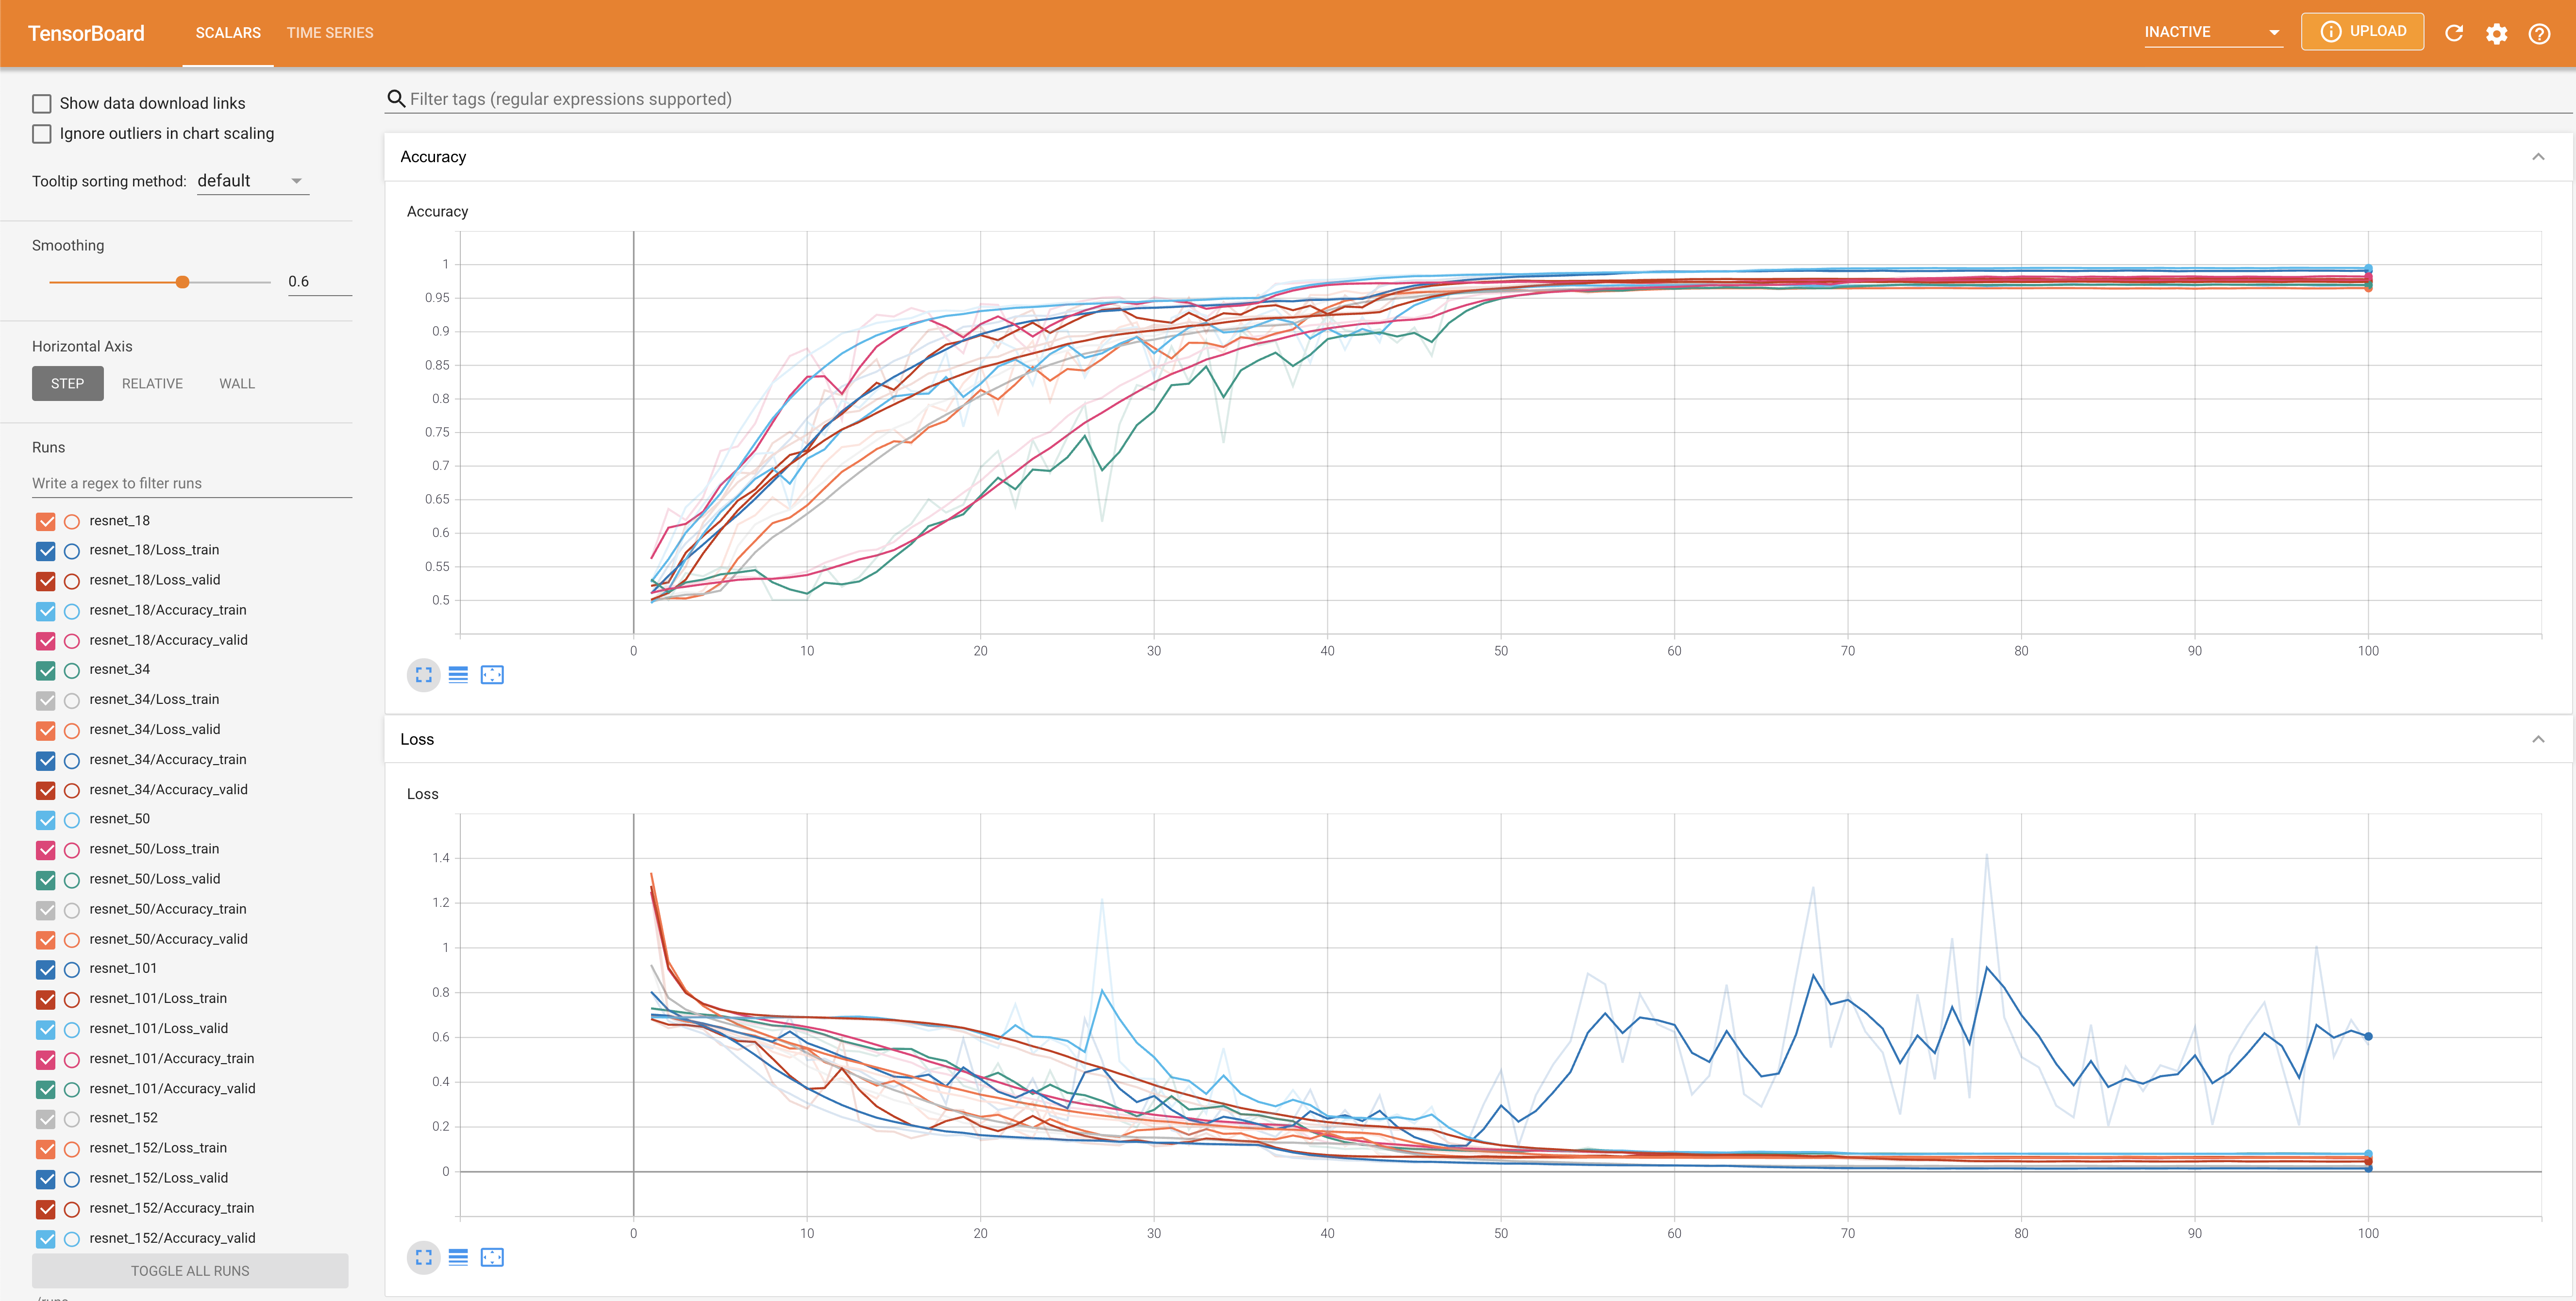 TensorBoard SCALARS TIME SERIES INACTIVE UPLOAD
Show data download links
Ignore outliers in chart scaling
Tooltip sorting method: default
Smoothing
0.6
Horizontal Axis
STEP RELATIVE WALL
Runs
Write a regex to filter runs
resnet_18
resnet_18/Loss_train
resnet_18/Loss_valid
resnet_18/Accuracy_train
resnet_18/Accuracy_valid
resnet_34
resnet_34/Loss_train
resnet_34/Loss_valid
resnet_34/Accuracy_train
resnet_34/Accuracy_valid
resnet_50
resnet_50/Loss_train
resnet_50/Loss_valid
resnet_50/Accuracy_train
resnet_50/Accuracy_valid
resnet_101
resnet_101/Loss_train
resnet_101/Loss_valid
resnet_101/Accuracy_train
resnet_101/Accuracy_valid
resnet_152
resnet_152/Loss_train
resnet_152/Loss_valid
resnet_152/Accuracy_train
resnet_152/Accuracy_valid
TOGGLE ALL RUNS
Filter tags (regular expressions supported)
Accuracy
Accuracy
1
0.95
0.9
0.85
0.8
0.75
0.7
0.65
0.6
0.55
0.5
0 10 20 30 40 50 60 70 80 90 100
Loss
Loss
1.4
1.2
1
0.8
0.6
0.4
0.2
0
0 10 20 30 40 50 60 70 80 90 100